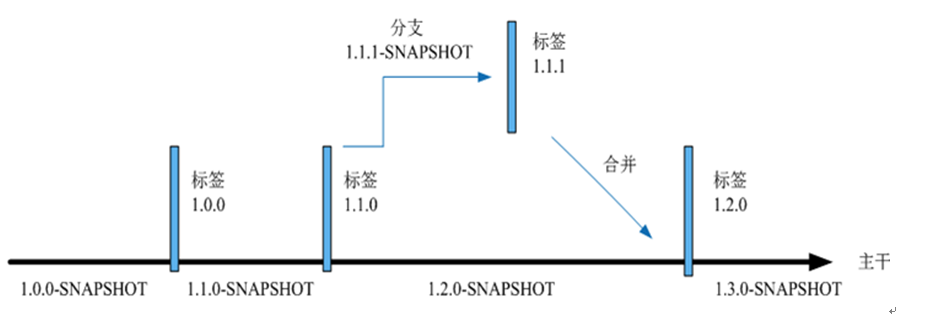 分支
1.1.1-SNAPSHOT
标签
1.1.1
合并
标签
1.0.0
标签
1.1.0
标签
1.2.0
主干
1.0.0-SNAPSHOT
1.1.0-SNAPSHOT
1.2.0-SNAPSHOT
1.3.0-SNAPSHOT